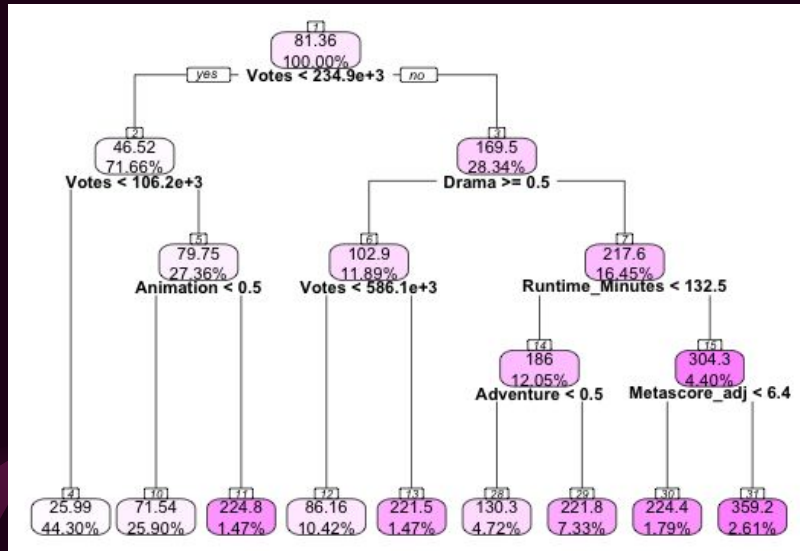 1
81.36
100.00%
yes Votes < 234.9e+3 no
2 3
46.52 169.5
71.66% 28.34%
Votes < 106.2e+3 Drama >= 0.5
5 6 7
79.75 102.9 217.6
27.36% 11.89% 16.45%
Animation < 0.5 Votes < 586.1e+3 Runtime_Minutes < 132.5
14 15
186 304.3
12.05% 4.40%
Adventure < 0.5 Metascore_adj < 6.4
4 10 11 12 13 28 29 30 31
25.99 71.54 224.8 86.16 221.5 130.3 221.8 224.4 359.2
44.30% 25.90% 1.47% 10.42% 1.47% 4.72% 7.33% 1.79% 2.61%